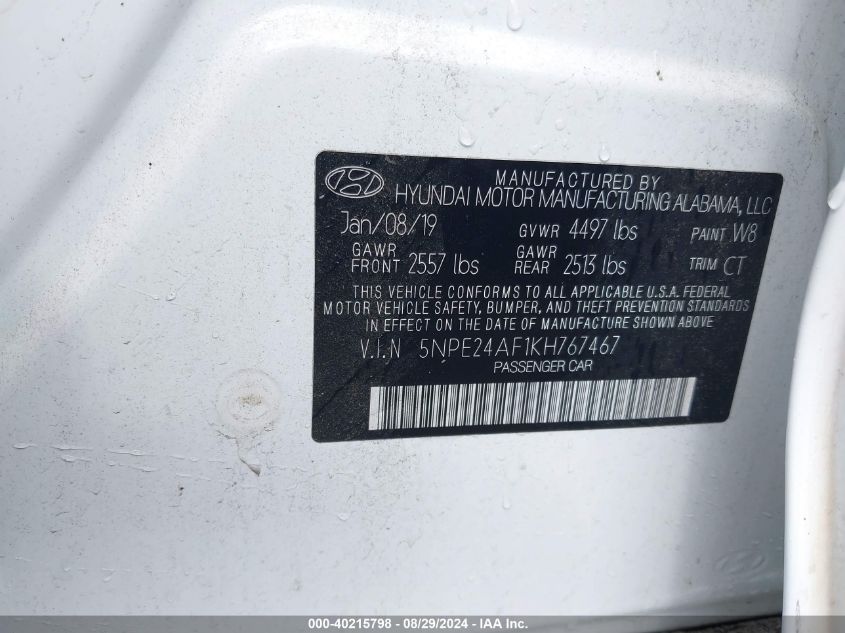 MANUFACTURED BY
HYUNDAI MOTOR MANUFACTURING ALABAMA, LLC
Jan/08/19 GVWR 4497 lbs PAINT W8
GAWR FRONT 2557 lbs GAWR REAR 2513 lbs TRIM CT
THIS VEHICLE CONFORMS TO ALL APPLICABLE U.S.A. FEDERAL
MOTOR VEHICLE SAFETY, BUMPER, AND THEFT PREVENTION STANDARDS
IN EFFECT ON THE DATE OF MANUFACTURE SHOWN ABOVE.
V.I.N 5NPE24AF1KH767467
PASSENGER CAR
000-40215798 - 08/29/2024 - IAA Inc.